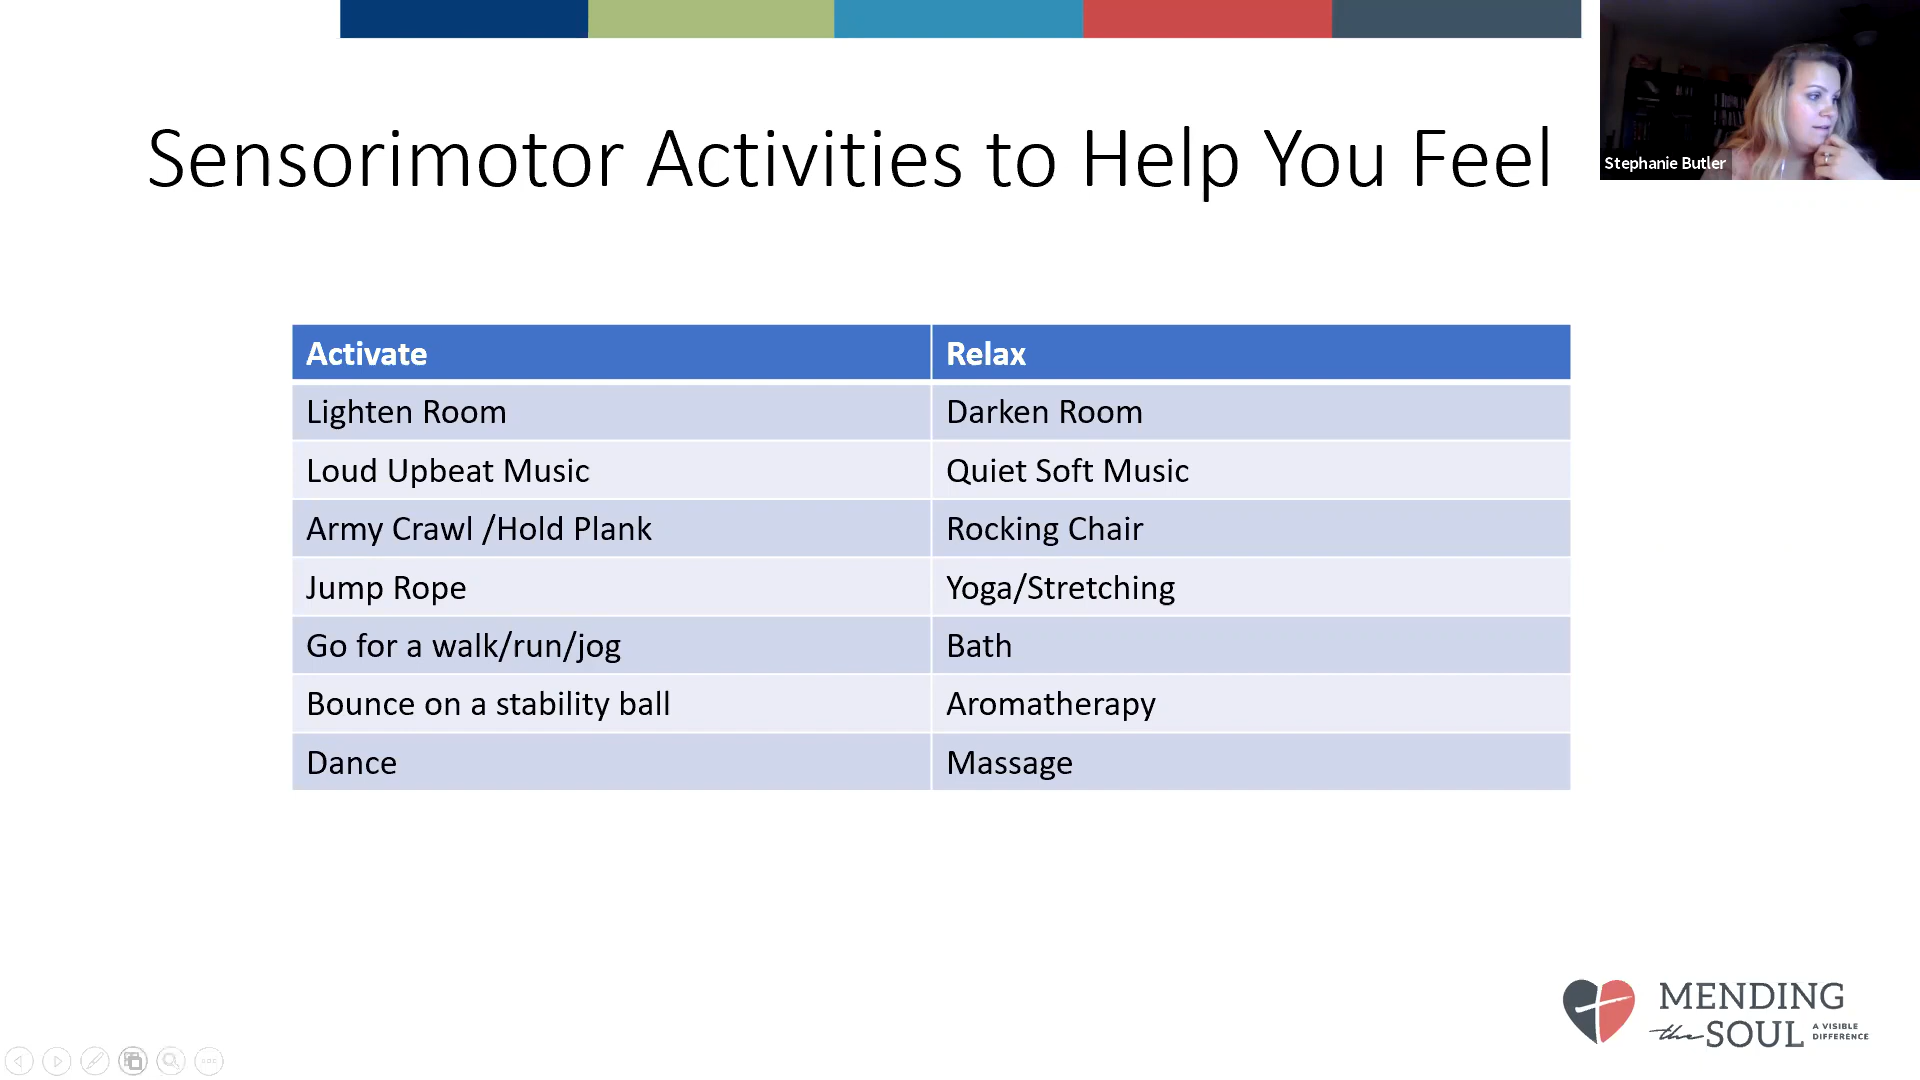 Sensorimotor Activities to Help You Feel
Stephanie Butler
Activate
Relax
Lighten Room
Darken Room
Loud Upbeat Music
Quiet Soft Music
Army Crawl /Hold Plank
Rocking Chair
Jump Rope
Yoga/Stretching
Go for a walk/run/jog
Bath
Bounce on a stability ball
Aromatherapy
Dance
Massage
MENDING
the SOUL
A VISIBLE
DIFFERENCE